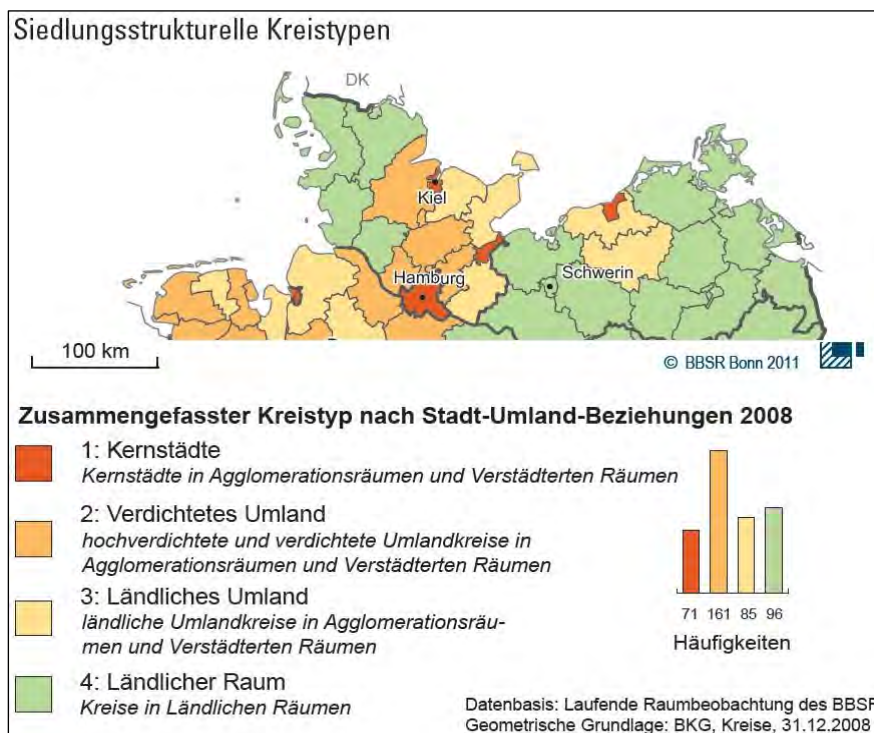 Siedlungsstrukturelle Kreistypen
DK
Kiel
Hamburg
Schwerin
100 km
© BBSR Bonn 2011
Zusammengefasster Kreistyp nach Stadt-Umland-Beziehungen 2008
1: Kernstädte
Kernstädte in Agglomerationsräumen und Verstädterten Räumen
2: Verdichtetes Umland
hochverdichtete und verdichtete Umlandkreise in
Agglomerationsräumen und Verstädterten Räumen
3: Ländliches Umland
ländliche Umlandkreise in Agglomerationsräu-
men und Verstädterten Räumen
4: Ländlicher Raum
Kreise in Ländlichen Räumen
71 161 85 96
Häufigkeiten
Datenbasis: Laufende Raumbeobachtung des BBSR
Geometrische Grundlage: BKG, Kreise, 31.12.2008